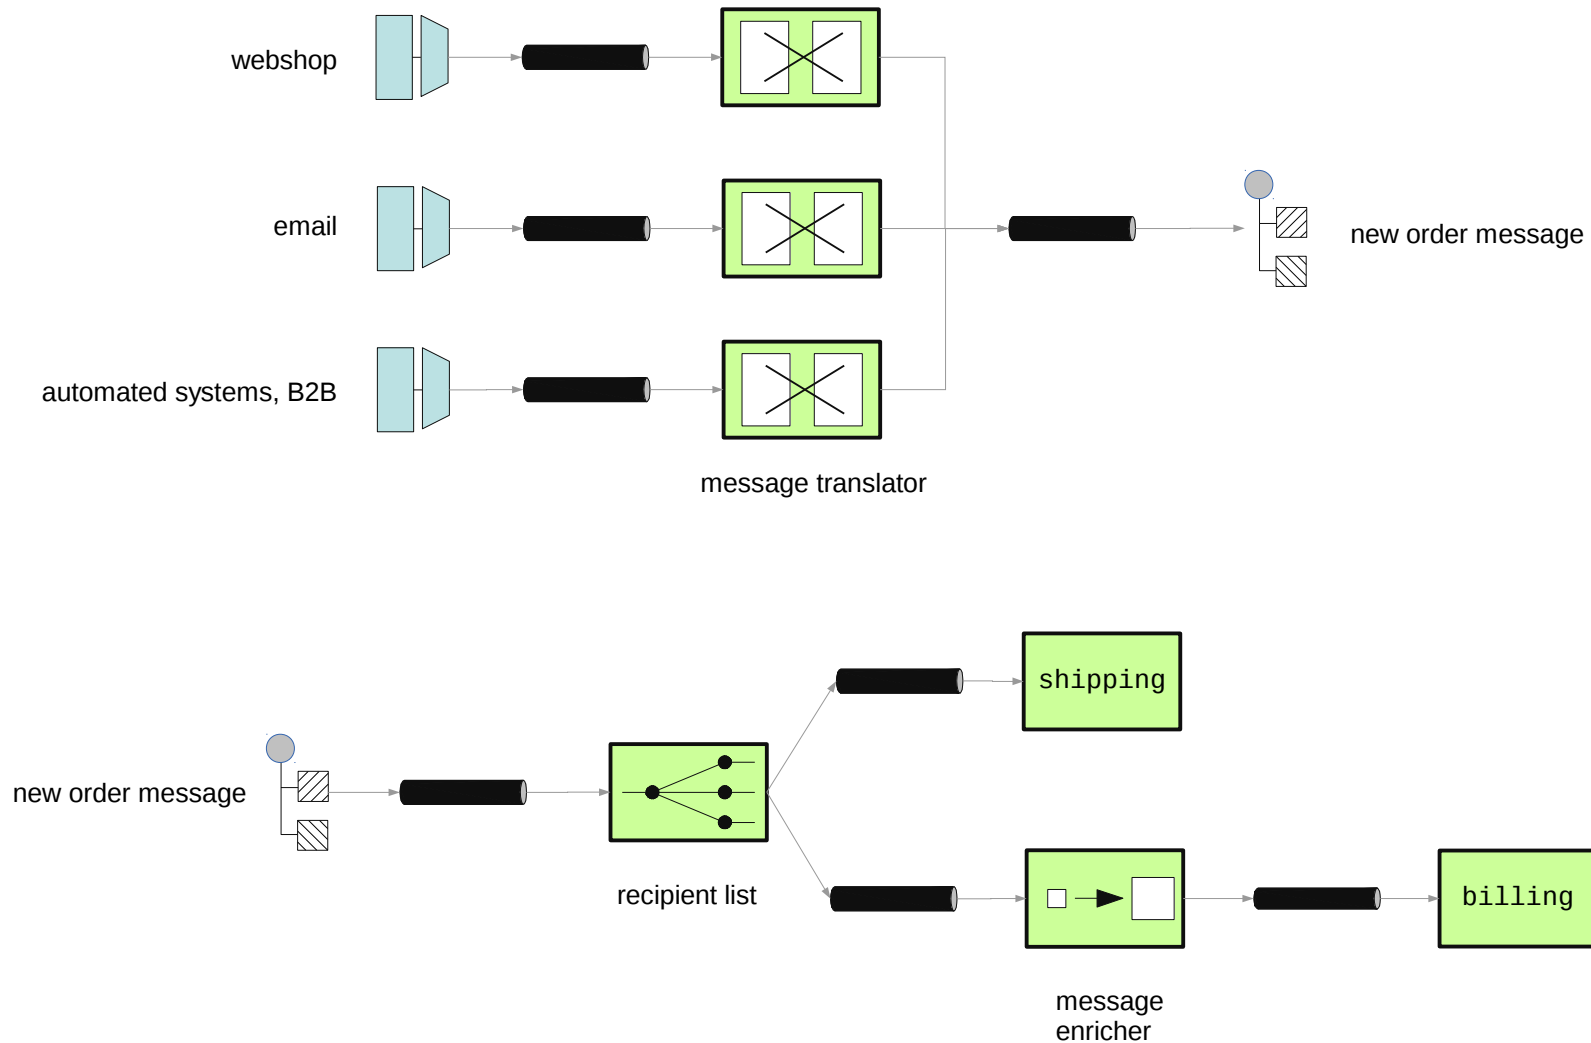 webshop
email
new order message
automated systems, B2B
message translator
shipping
new order message
recipient list
billing
message
enricher